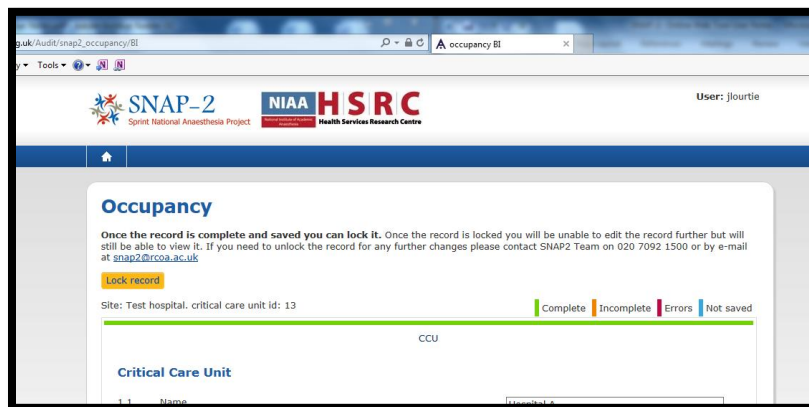 g.uk/Audit/snap2_occupancy/BI
occupancy BI
y Tools
SNAP-2
Sprint National Anaesthesia Project
NIAA
HSRC
Health Services Research Centre
User: jlourtie
Occupancy
Once the record is complete and saved you can lock it. Once the record is locked you will be unable to edit the record further but will
still be able to view it. If you need to unlock the record for any further changes please contact SNAP2 Team on 020 7092 1500 or by e-mail
at snap2@rcoa.ac.uk
Lock record
Site: Test hospital. critical care unit id: 13
Complete Incomplete Errors Not saved
CCU
Critical Care Unit
1.1 Name Hospital A